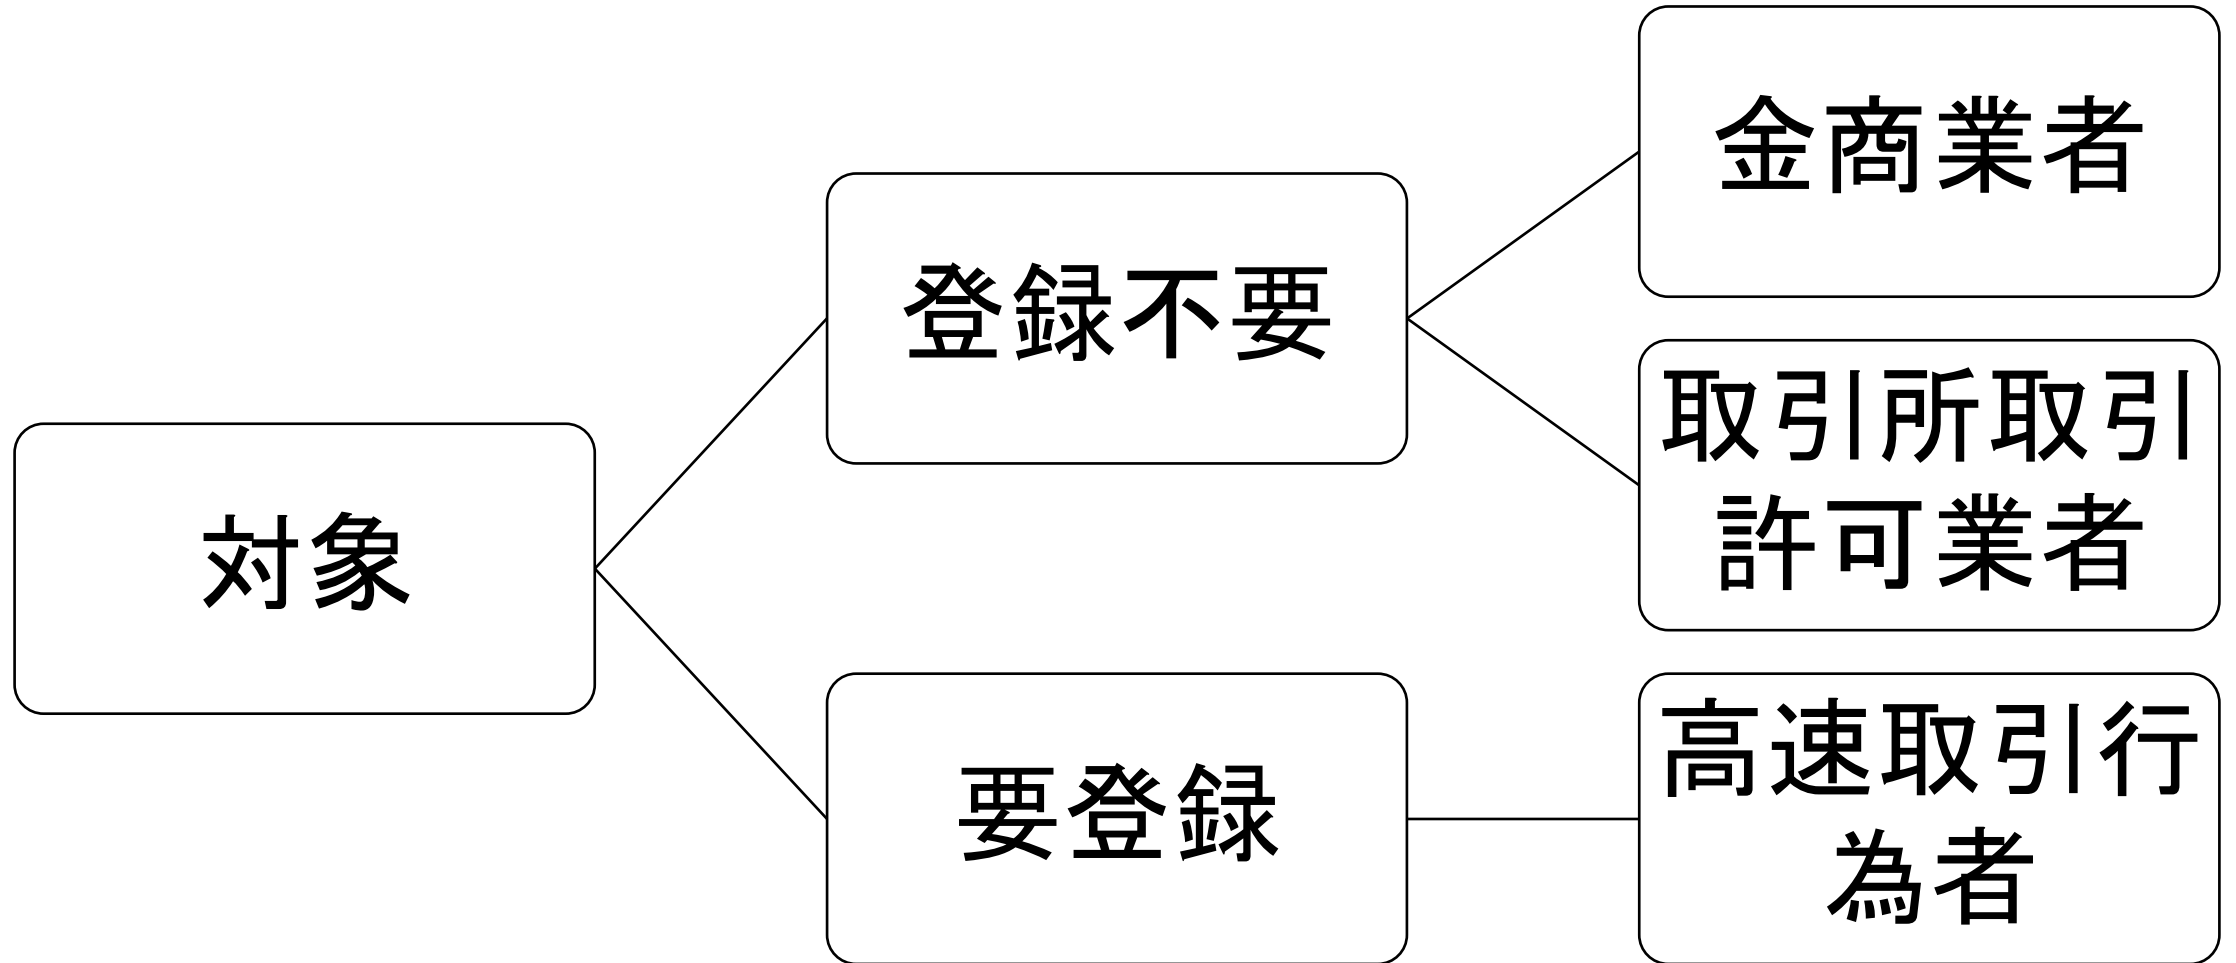 対象
登録不要
金商業者
取引所取引
許可業者
要登録
高速取引行
為者